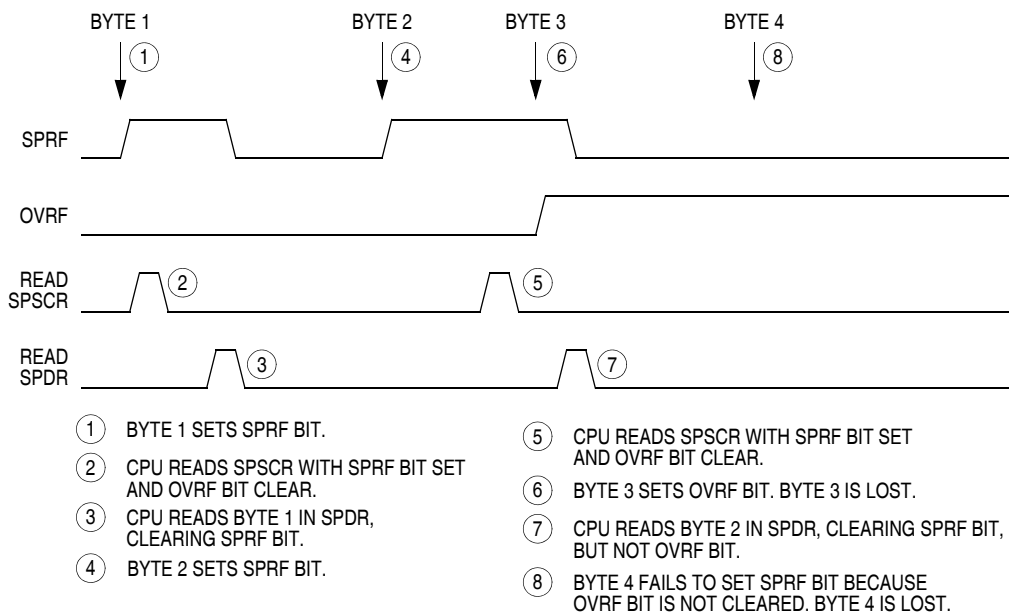 BYTE 1 BYTE 2 BYTE 3 BYTE 4
1 4 6 8
SPRF
OVRF
READ
SPSCR
2 5
READ
SPDR
3 7
1 BYTE 1 SETS SPRF BIT.
2 CPU READS SPSCR WITH SPRF BIT SET
AND OVRF BIT CLEAR.
3 CPU READS BYTE 1 IN SPDR,
CLEARING SPRF BIT.
4 BYTE 2 SETS SPRF BIT.
5 CPU READS SPSCR WITH SPRF BIT SET
AND OVRF BIT CLEAR.
6 BYTE 3 SETS OVRF BIT. BYTE 3 IS LOST.
7 CPU READS BYTE 2 IN SPDR, CLEARING SPRF BIT,
BUT NOT OVRF BIT.
8 BYTE 4 FAILS TO SET SPRF BIT BECAUSE
OVRF BIT IS NOT CLEARED. BYTE 4 IS LOST.